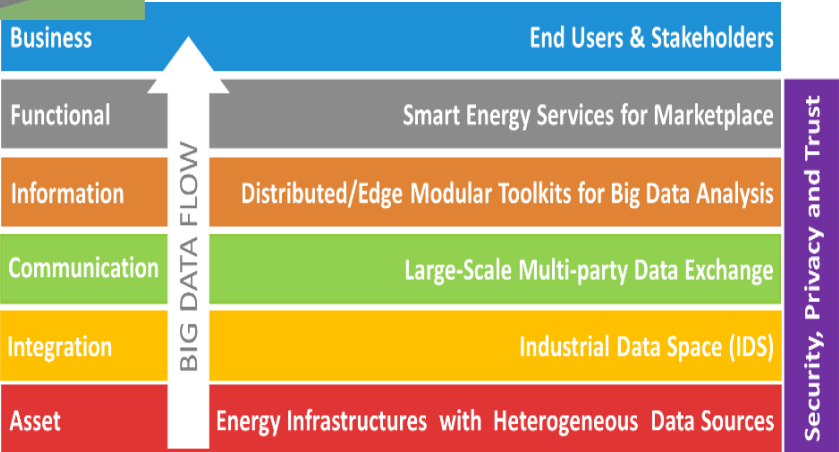 Business
End Users & Stakeholders
Functional
Smart Energy Services for Marketplace
Information
Distributed/Edge Modular Toolkits for Big Data Analysis
Communication
Large-Scale Multi-party Data Exchange
Integration
Industrial Data Space (IDS)
Asset
Energy Infrastructures with Heterogeneous Data Sources
BIG DATA FLOW
Security, Privacy and Trust